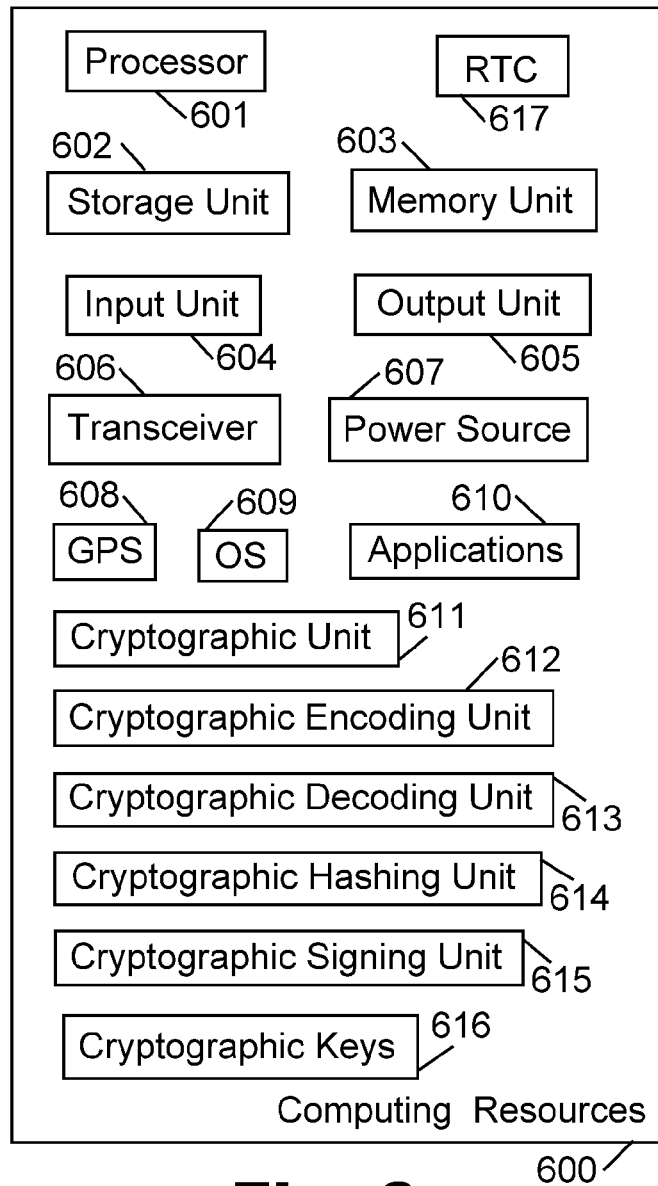 Processor
RTC
601
617
602
603
Storage Unit
Memory Unit
Input Unit
Output Unit
604
605
606
607
Transceiver
Power Source
608
609
610
GPS
OS
Applications
Cryptographic Unit
611
612
Cryptographic Encoding Unit
Cryptographic Decoding Unit
613
Cryptographic Hashing Unit
614
Cryptographic Signing Unit
615
Cryptographic Keys
616
Computing Resources
600